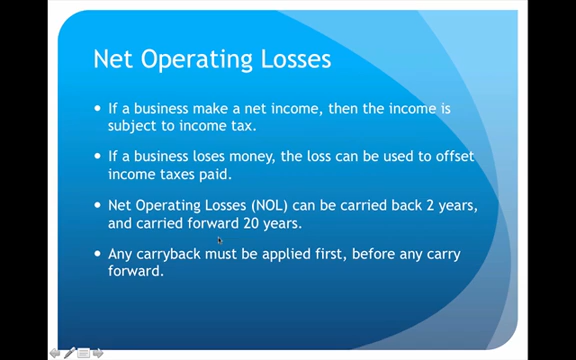 Net Operating Losses
• If a business make a net income, then the income is
subject to income tax.
• If a business loses money, the loss can be used to offset
income taxes paid.
• Net Operating Losses (NOL) can be carried back 2 years,
and carried forward 20 years.
• Any carryback must be applied first, before any carry
forward.